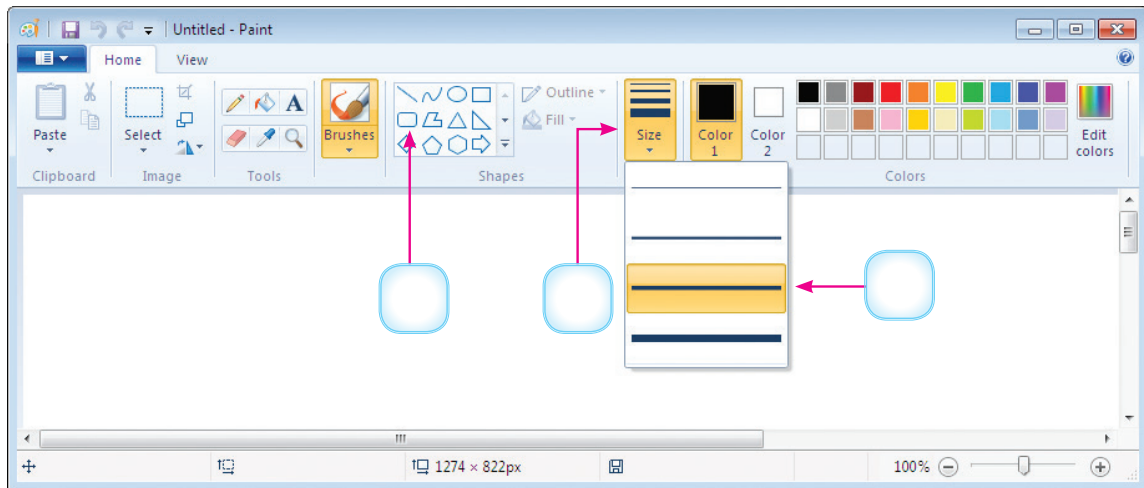 Untitled - Paint
Home View
Outline
Fill
Paste
Select
Brushes
Size
Color 1
Color 2
Edit colors
Clipboard Image Tools Shapes Colors
1274 × 822px
100%